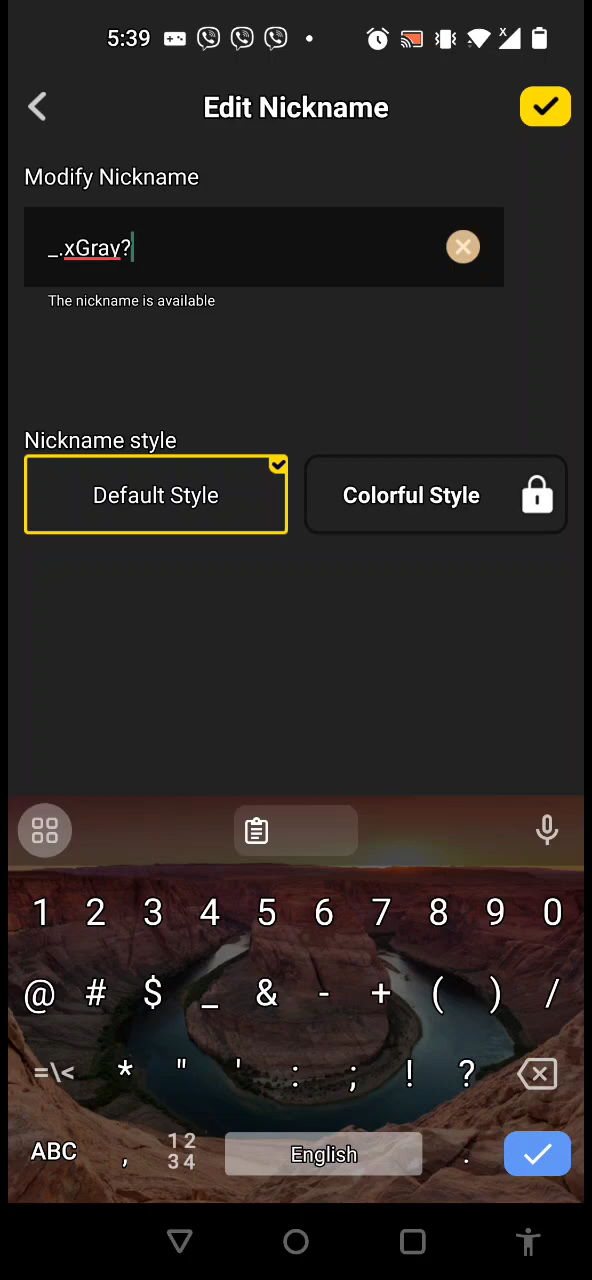 5:39
Edit Nickname
Modify Nickname
_.xGray?
The nickname is available
Nickname style
Default Style
Colorful Style
1 2 3 4 5 6 7 8 9 0
@ # $ _ & - + ( ) /
=\< * " ' : ; ! ?
ABC , 12 34 English .